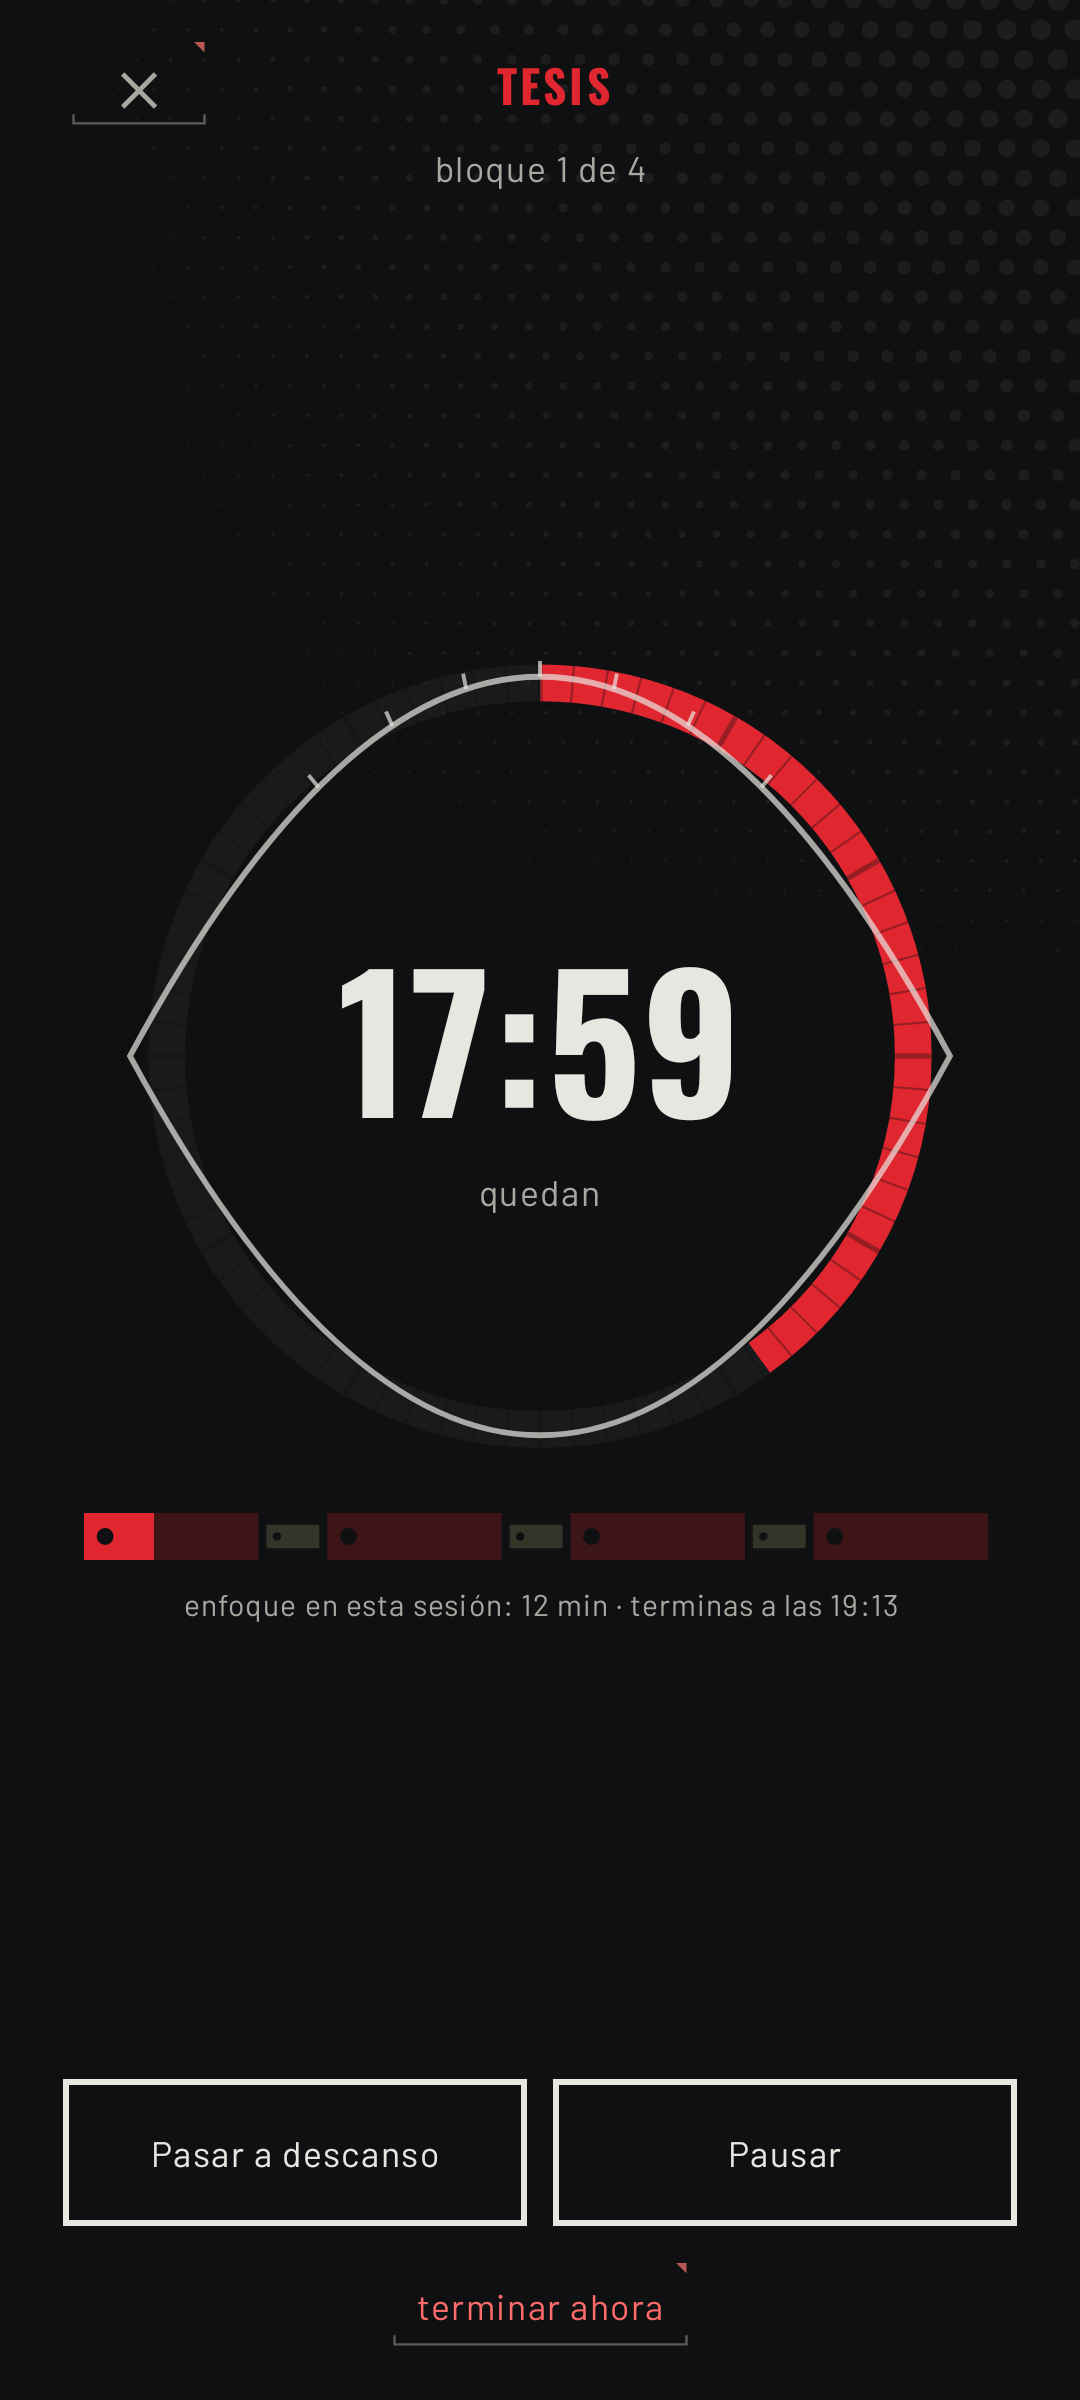 TESIS
bloque 1 de 4
17:59
quedan
enfoque en esta sesión: 12 min · terminas a las 19:13
Pasar a descanso
Pausar
terminar ahora